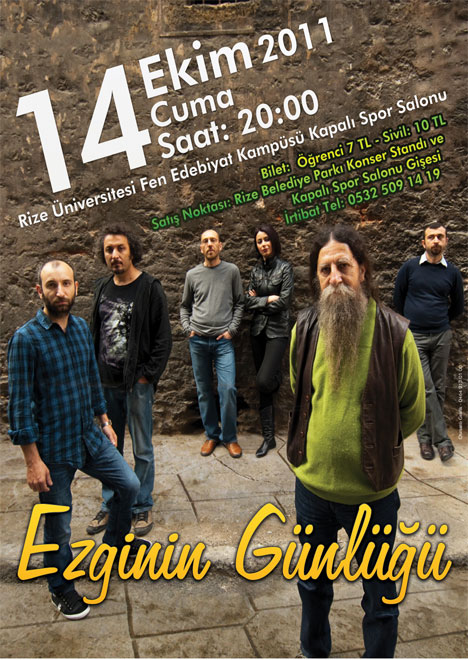 14 Ekim 2011
Cuma
Saat: 20:00
Rize Üniversitesi Fen Edebiyat Kampüsü Kapalı Spor Salonu
Bilet: Öğrenci 7 TL - Sivil: 10 TL
Satış Noktası: Rize Belediye Parkı Konser Standı ve
Kapalı Spor Salonu Gişesi
İrtibat Tel: 0532 509 14 19
Ezginin Günlüğü